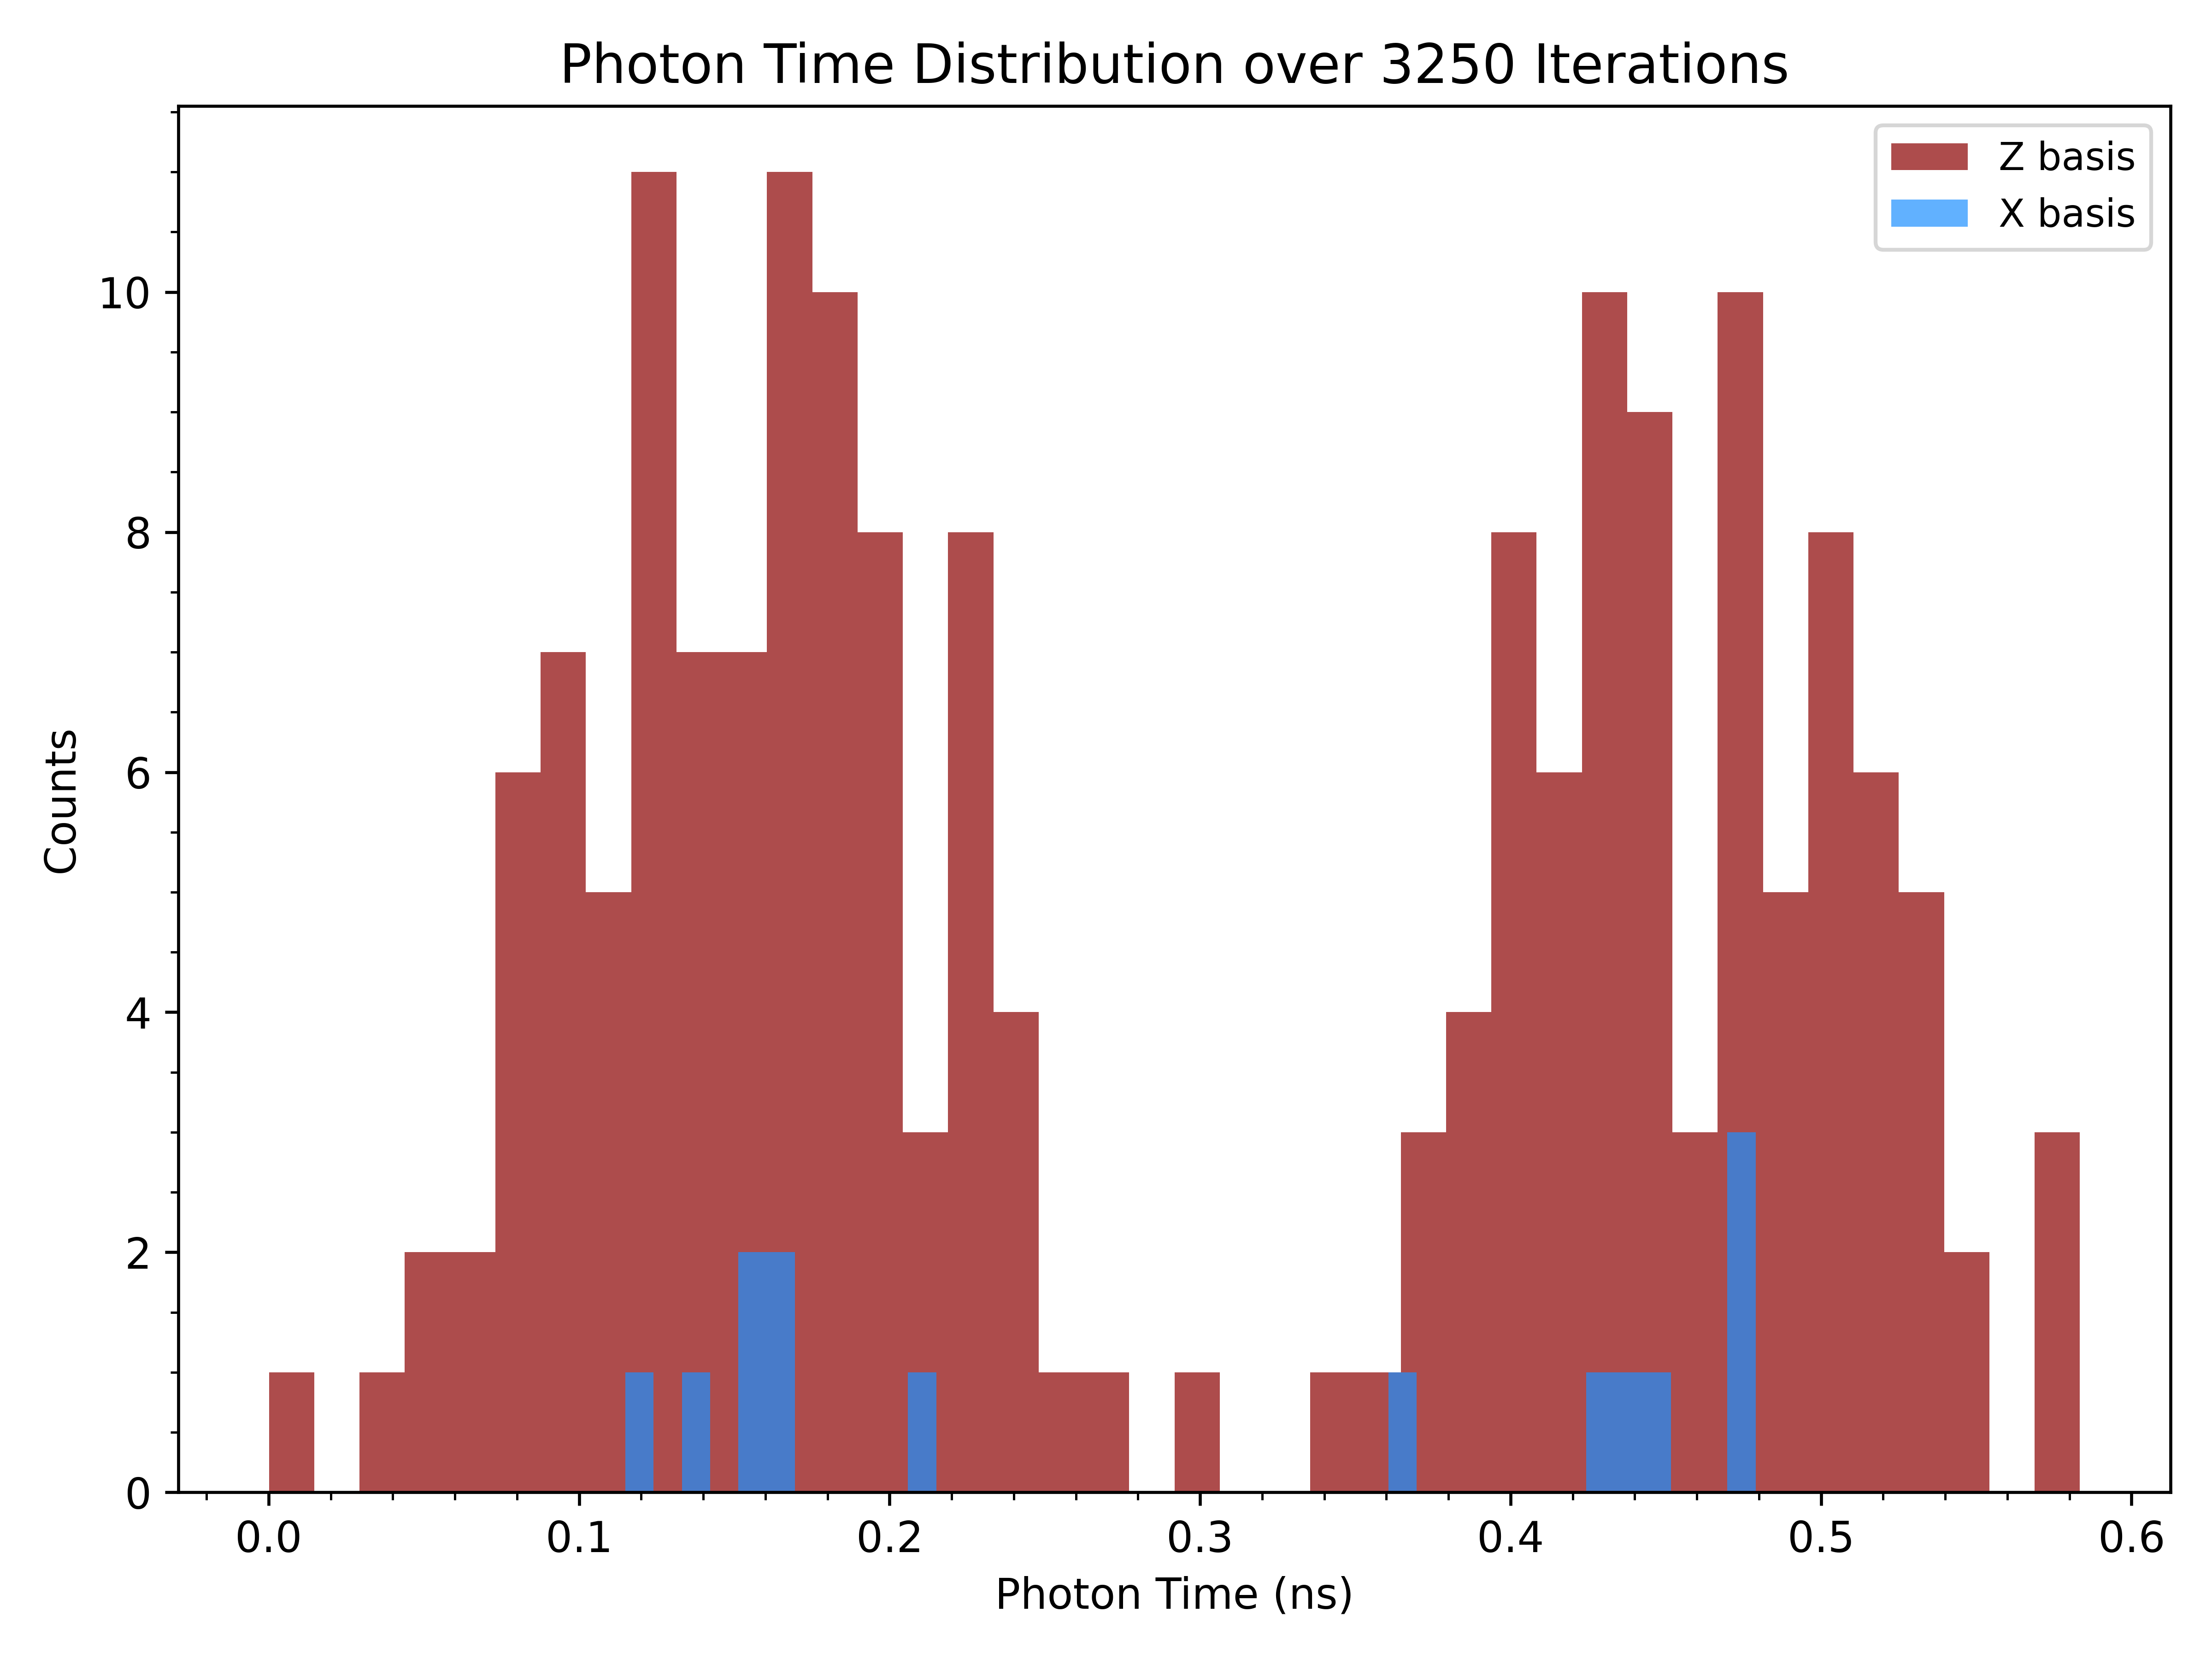 Photon Time Distribution over 3250 Iterations
Z basis
X basis
10
8
6
4
2
0
Counts
0.0 0.1 0.2 0.3 0.4 0.5 0.6
Photon Time (ns)